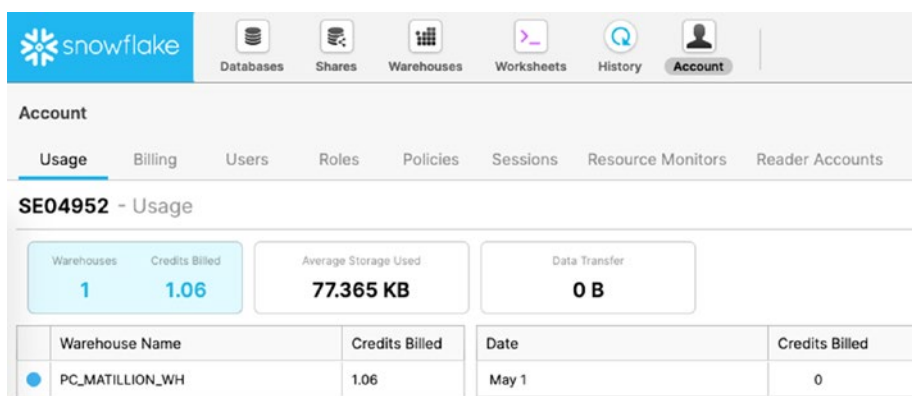 snowflake
Databases Shares Warehouses Worksheets History Account
Account
Usage Billing Users Roles Policies Sessions Resource Monitors Reader Accounts
SE04952 - Usage
Warehouses Credits Billed Average Storage Used Data Transfer
1 1.06 77.365 KB 0 B
Warehouse Name Credits Billed Date Credits Billed
PC_MATILLION_WH 1.06 May 1 0